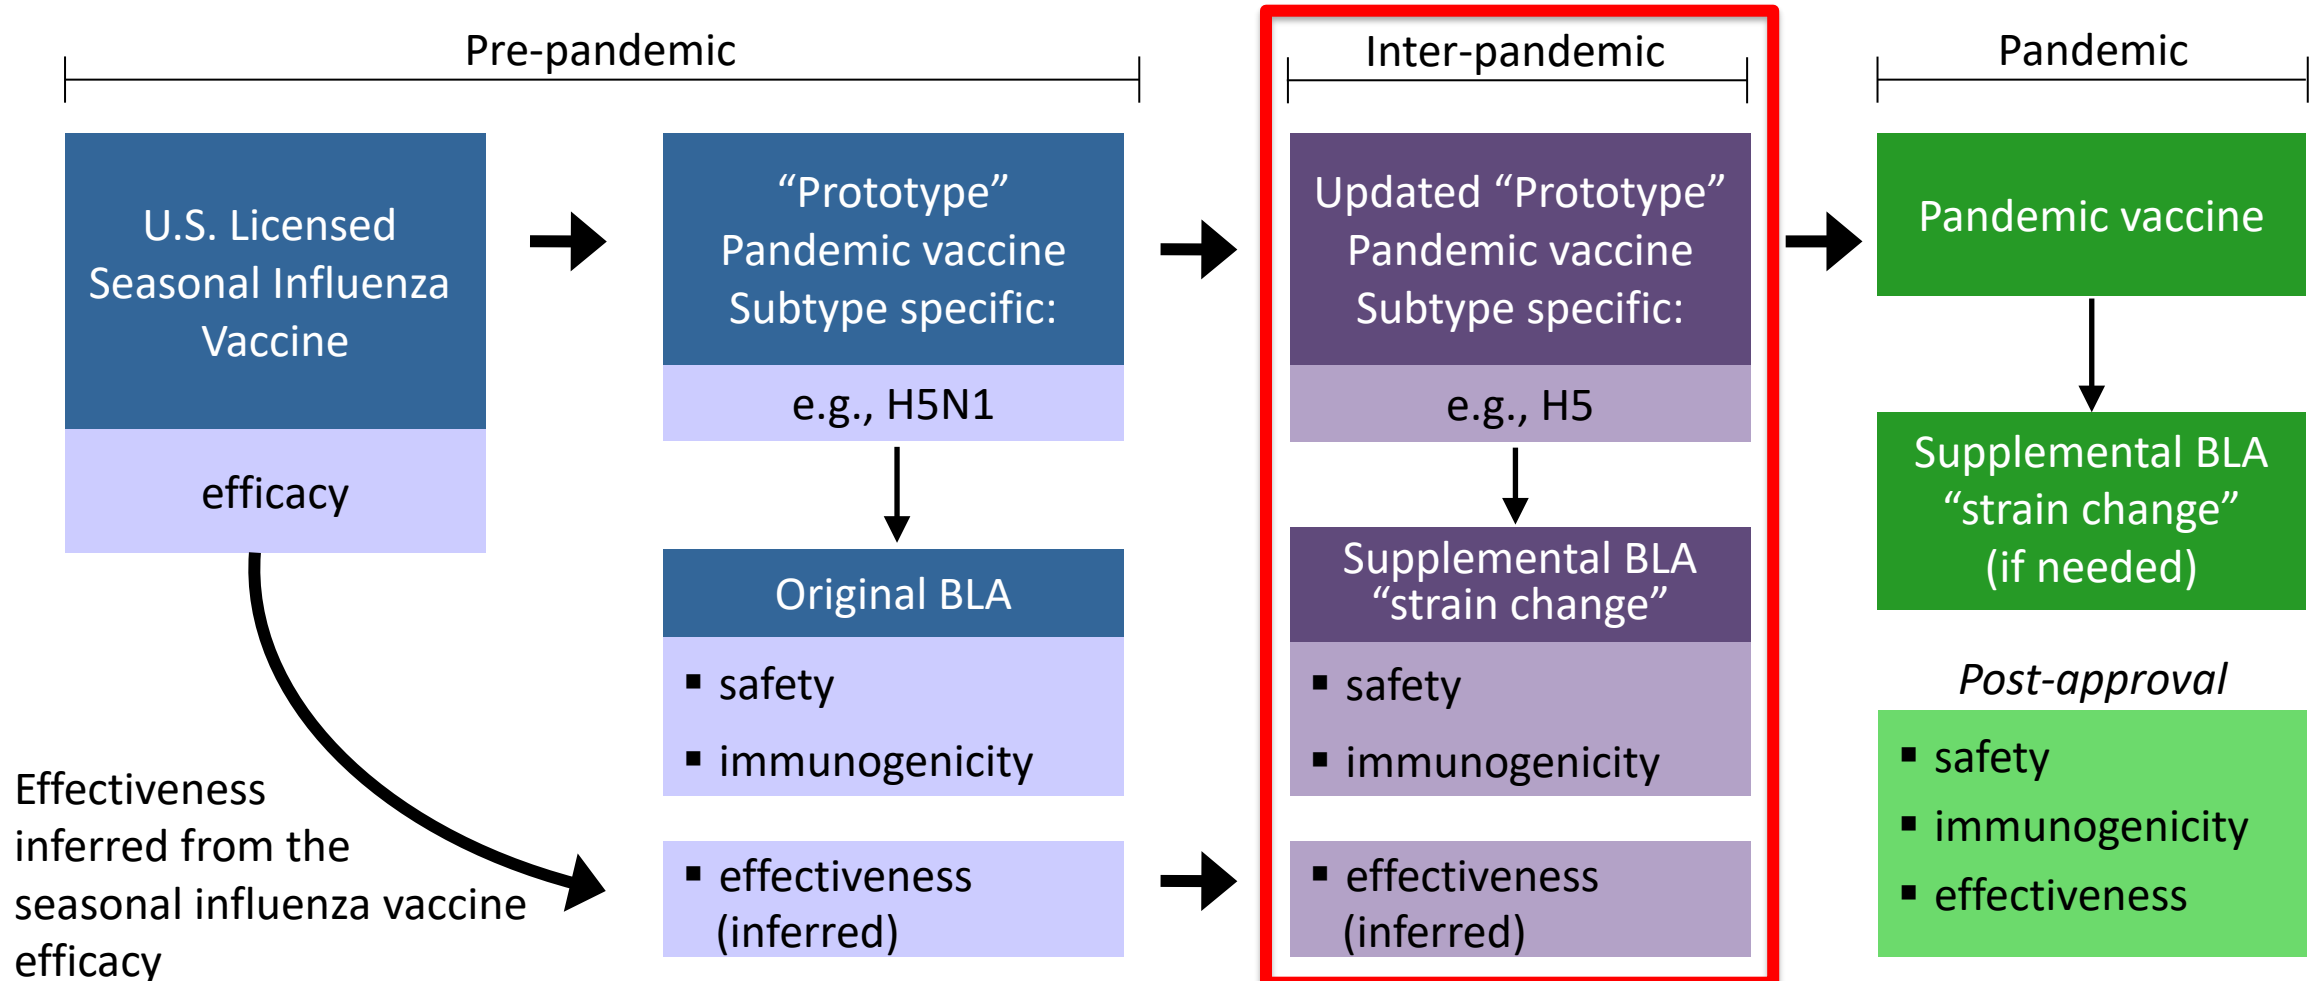 Pre-pandemic
Inter-pandemic
Pandemic
U.S. Licensed
Seasonal Influenza
Vaccine
efficacy
Effectiveness
inferred from the
seasonal influenza vaccine
efficacy
“Prototype”
Pandemic vaccine
Subtype specific:
e.g., H5N1
Original BLA
▪ safety
▪ immunogenicity
▪ effectiveness
(inferred)
Updated “Prototype”
Pandemic vaccine
Subtype specific:
e.g., H5
Supplemental BLA
“strain change”
▪ safety
▪ immunogenicity
▪ effectiveness
(inferred)
Pandemic vaccine
Supplemental BLA
“strain change”
(if needed)
Post-approval
▪ safety
▪ immunogenicity
▪ effectiveness